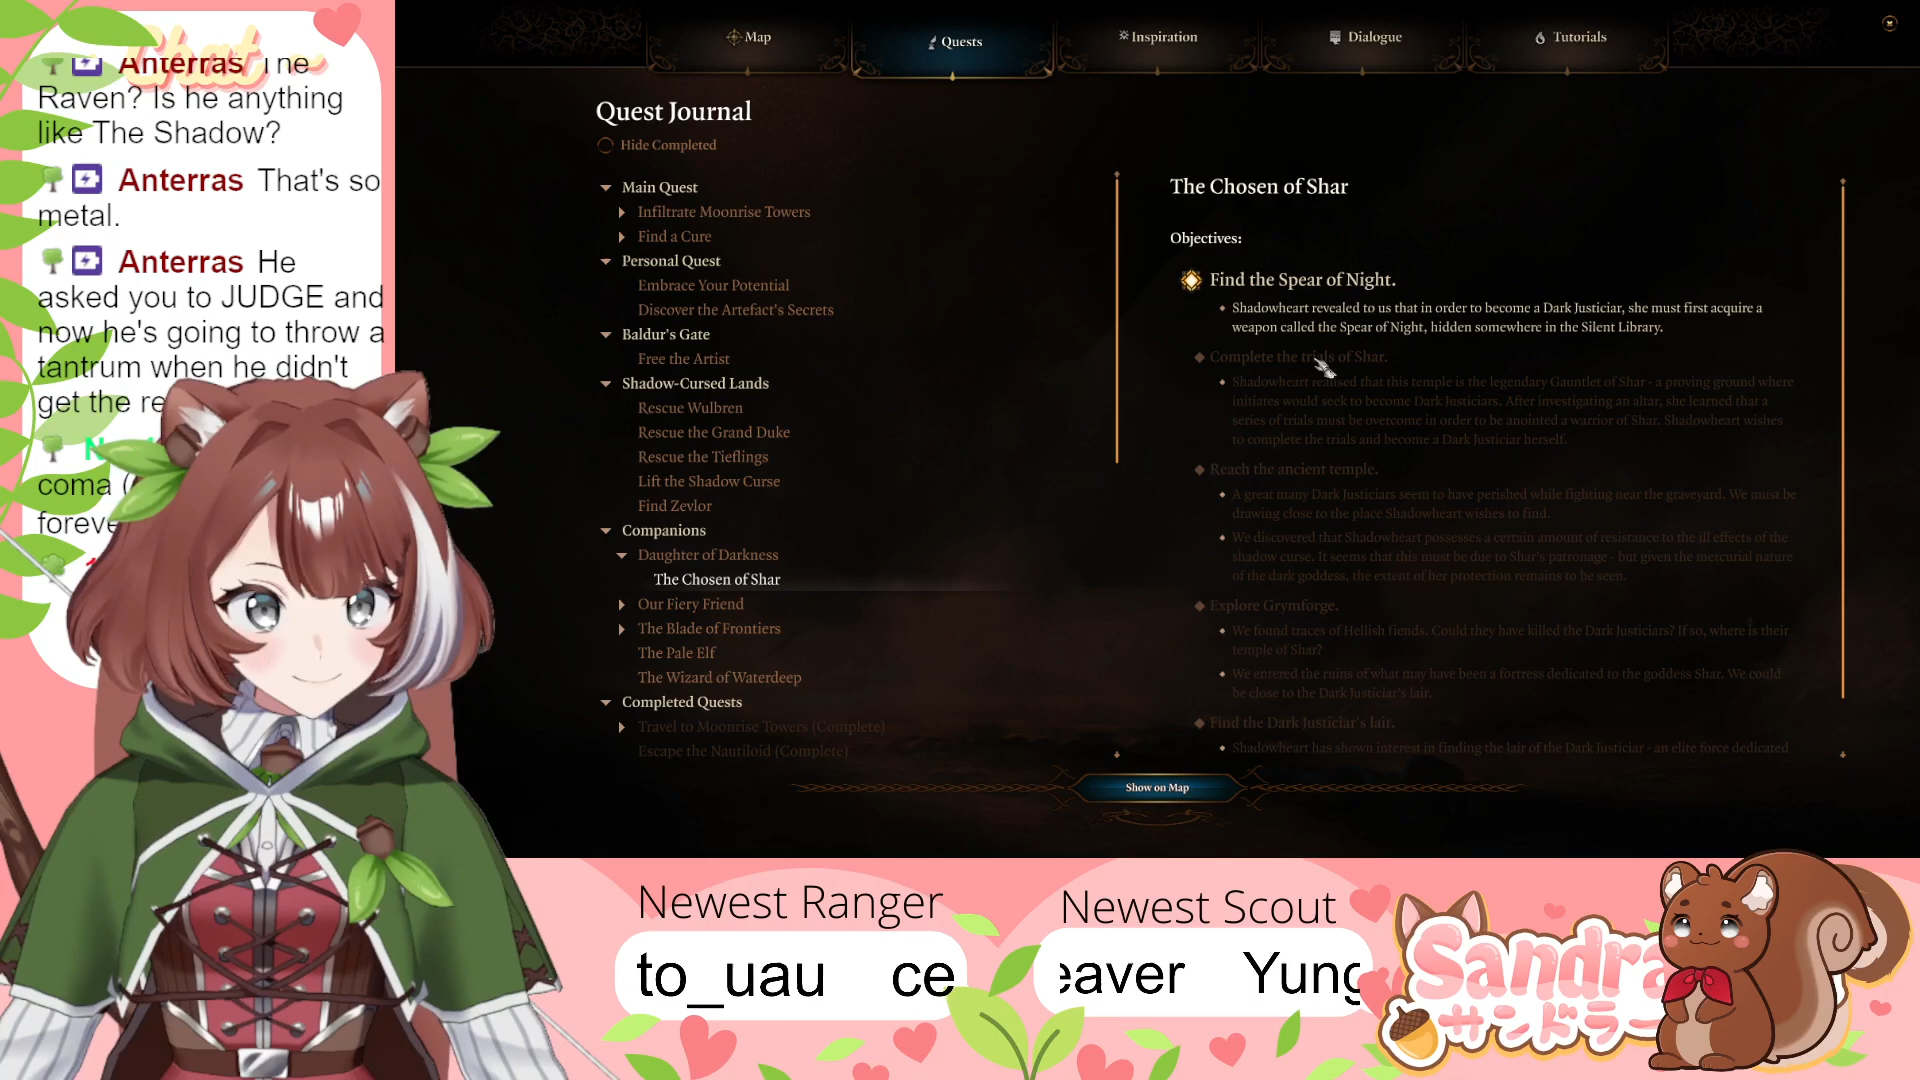 Chat
Anterras The
Raven? Is he anything
like The Shadow?
Anterras That's so
metal.
Anterras He
asked you to JUDGE and
now he's going to throw a
tantrum when he didn't
get the re
coma (
foreve
Map
Quests
Inspiration
Dialogue
Tutorials
Quest Journal
Hide Completed
Main Quest
Infiltrate Moonrise Towers
Find a Cure
Personal Quest
Embrace Your Potential
Discover the Artefact's Secrets
Baldur's Gate
Free the Artist
Shadow-Cursed Lands
Rescue Wulbren
Rescue the Grand Duke
Rescue the Tieflings
Lift the Shadow Curse
Find Zevlor
Companions
Daughter of Darkness
The Chosen of Shar
Our Fiery Friend
The Blade of Frontiers
The Pale Elf
The Wizard of Waterdeep
Completed Quests
Travel to Moonrise Towers (Complete)
Escape the Nautiloid (Complete)
The Chosen of Shar
Objectives:
Find the Spear of Night.
Shadowheart revealed to us that in order to become a Dark Justiciar, she must first acquire a
weapon called the Spear of Night, hidden somewhere in the Silent Library.
Complete the trials of Shar.
Shadowheart realised that this temple is the legendary Gauntlet of Shar - a proving ground where
initiates would seek to become Dark Justiciars. After investigating an altar, she learned that a
series of trials must be overcome in order to be anointed a warrior of Shar. Shadowheart wishes
to complete the trials and become a Dark Justiciar herself.
Reach the ancient temple.
A great many Dark Justiciars seem to have perished while fighting near the graveyard. We must be
drawing close to the place Shadowheart wishes to find.
We discovered that Shadowheart possesses a certain amount of resistance to the ill effects of the
shadow curse. It seems that this must be due to Shar's patronage - but given the mercurial nature
of the dark goddess, the extent of her protection remains to be seen.
Explore Grymforge.
We found traces of Hellish fiends. Could they have killed the Dark Justiciars? If so, where is their
temple of Shar?
We entered the ruins of what may have been a fortress dedicated to the goddess Shar. We could
be close to the Dark Justiciar's lair.
Find the Dark Justiciar's lair.
Shadowheart has shown interest in finding the lair of the Dark Justiciar - an elite force dedicated
Show on Map
Newest Ranger
to_uau ce
Newest Scout
eaver Yung
Sandra
サンドラー